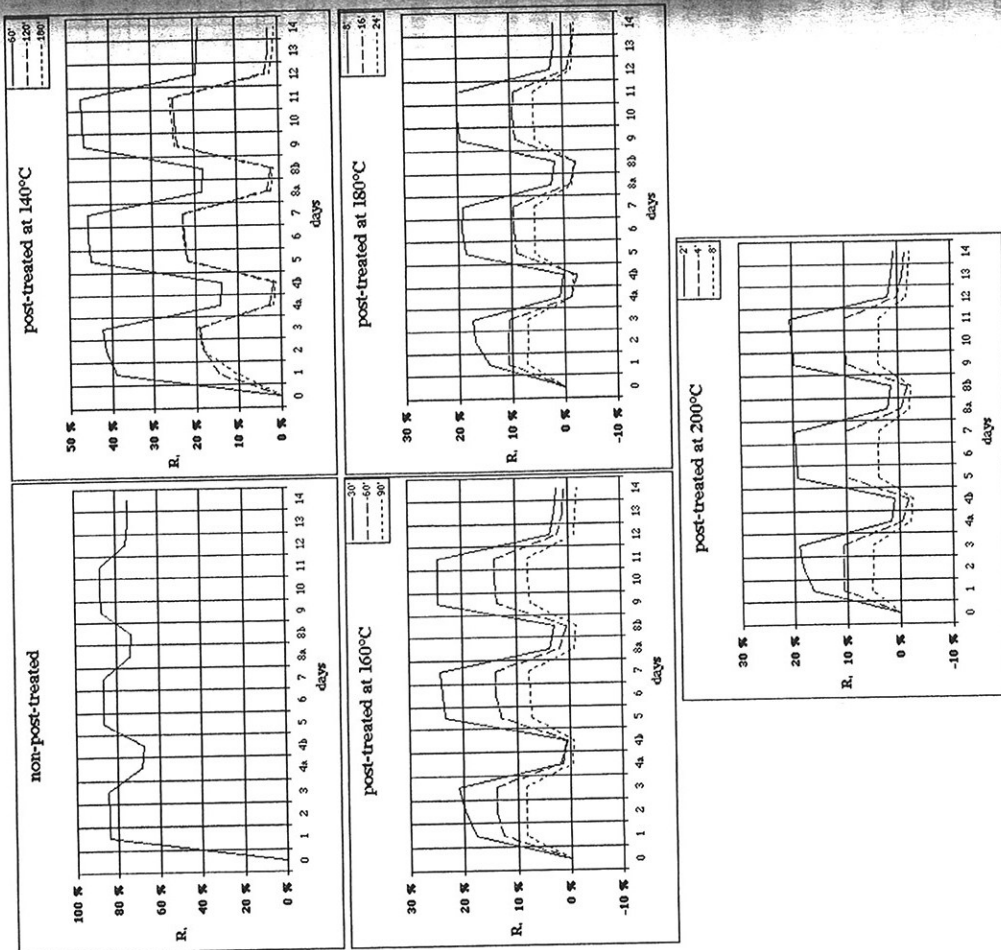 non-post-treated
100 %
80 %
60 %
40 %
20 %
0 %
R,
0 1 2 3 4a 4b 5 6 7 8a 8b 9 10 11 12 13 14
days
post-treated at 140°C
60'
120'
180'
50 %
40 %
30 %
20 %
10 %
0 %
R,
0 1 2 3 4a 4b 5 6 7 8a 8b 9 10 11 12 13 14
days
post-treated at 160°C
30'
60'
90'
30 %
20 %
10 %
0 %
-10 %
R,
0 1 2 3 4a 4b 5 6 7 8a 8b 9 10 11 12 13 14
days
post-treated at 180°C
8'
16'
24'
30 %
20 %
10 %
0 %
-10 %
R,
0 1 2 3 4a 4b 5 6 7 8a 8b 9 10 11 12 13 14
days
post-treated at 200°C
2'
4'
8'
30 %
20 %
10 %
0 %
-10 %
R,
0 1 2 3 4a 4b 5 6 7 8a 8b 9 10 11 12 13 14
days